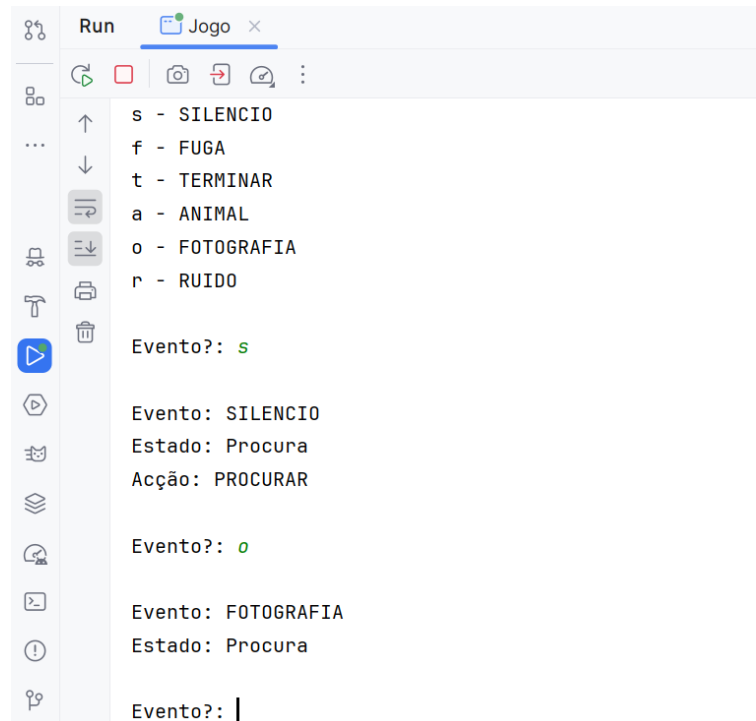 Run Jogo
s - SILENCIO
f - FUGA
t - TERMINAR
a - ANIMAL
o - FOTOGRAFIA
r - RUIDO
Evento?: s
Evento: SILENCIO
Estado: Procura
Acção: PROCURAR
Evento?: o
Evento: FOTOGRAFIA
Estado: Procura
Evento?: